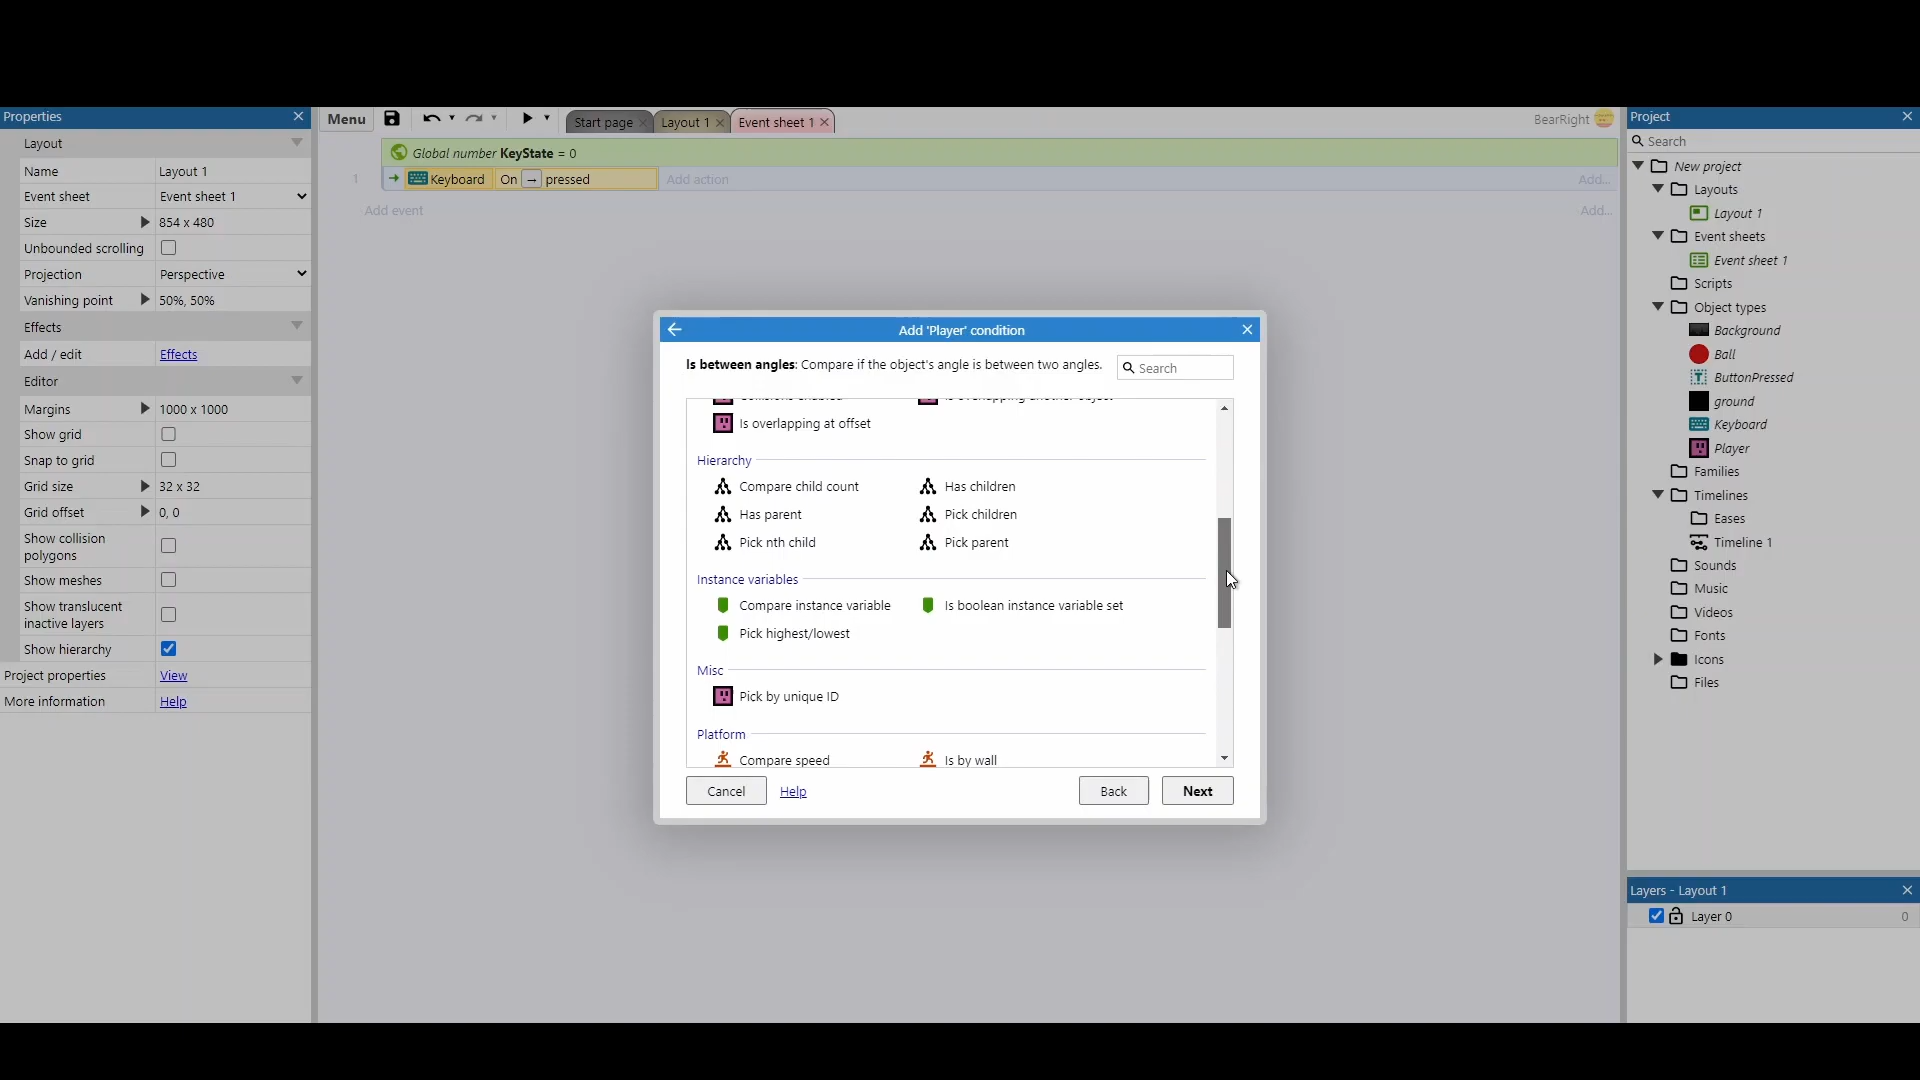 Properties
Layout
Name Layout 1
Event sheet Event sheet 1
Size 854 x 480
Unbounded scrolling
Projection Perspective
Vanishing point 50%, 50%
Effects
Add / edit Effects
Editor
Margins 1000 x 1000
Show grid
Snap to grid
Grid size 32 x 32
Grid offset 0, 0
Show collision
polygons
Show meshes
Show translucent
inactive layers
Show hierarchy
Project properties View
More information Help
Menu
Start page Layout 1 Event sheet 1 BearRight
Global number KeyState = 0
1 Keyboard On → pressed Add action Add...
Add event Add...
Add 'Player' condition
Is between angles: Compare if the object's angle is between two angles. Search
Collisions enabled Is overlapping another object
Is overlapping at offset
Hierarchy
Compare child count Has children
Has parent Pick children
Pick nth child Pick parent
Instance variables
Compare instance variable Is boolean instance variable set
Pick highest/lowest
Misc
Pick by unique ID
Platform
Compare speed Is by wall
Cancel Help Back Next
Project
Search
New project
Layouts
Layout 1
Event sheets
Event sheet 1
Scripts
Object types
Background
Ball
ButtonPressed
ground
Keyboard
Player
Families
Timelines
Eases
Timeline 1
Sounds
Music
Videos
Fonts
Icons
Files
Layers - Layout 1
Layer 0 0